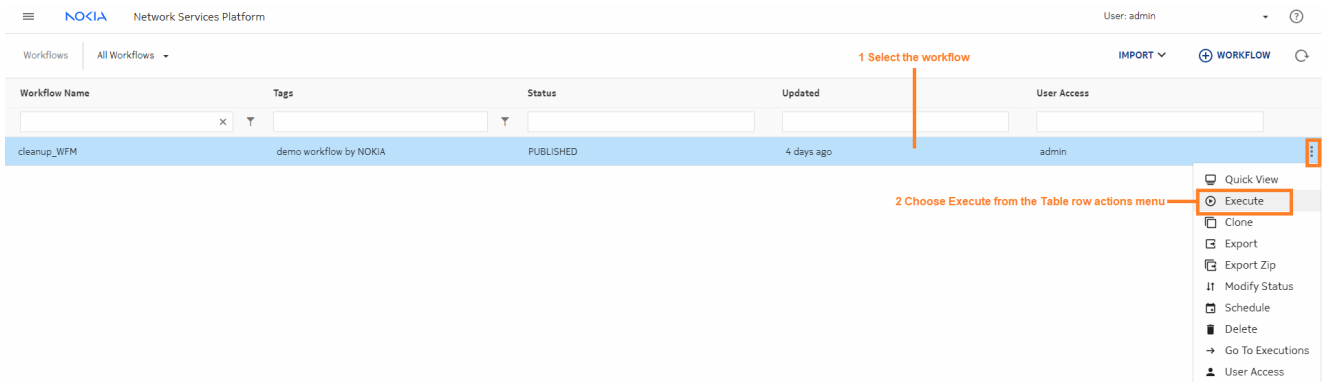 NOKIA Network Services Platform User: admin
Workflows All Workflows IMPORT WORKFLOW
1 Select the workflow
Workflow Name Tags Status Updated User Access
cleanup_WFM demo workflow by NOKIA PUBLISHED 4 days ago admin
Quick View
2 Choose Execute from the Table row actions menu
Execute
Clone
Export
Export Zip
Modify Status
Schedule
Delete
Go To Executions
User Access